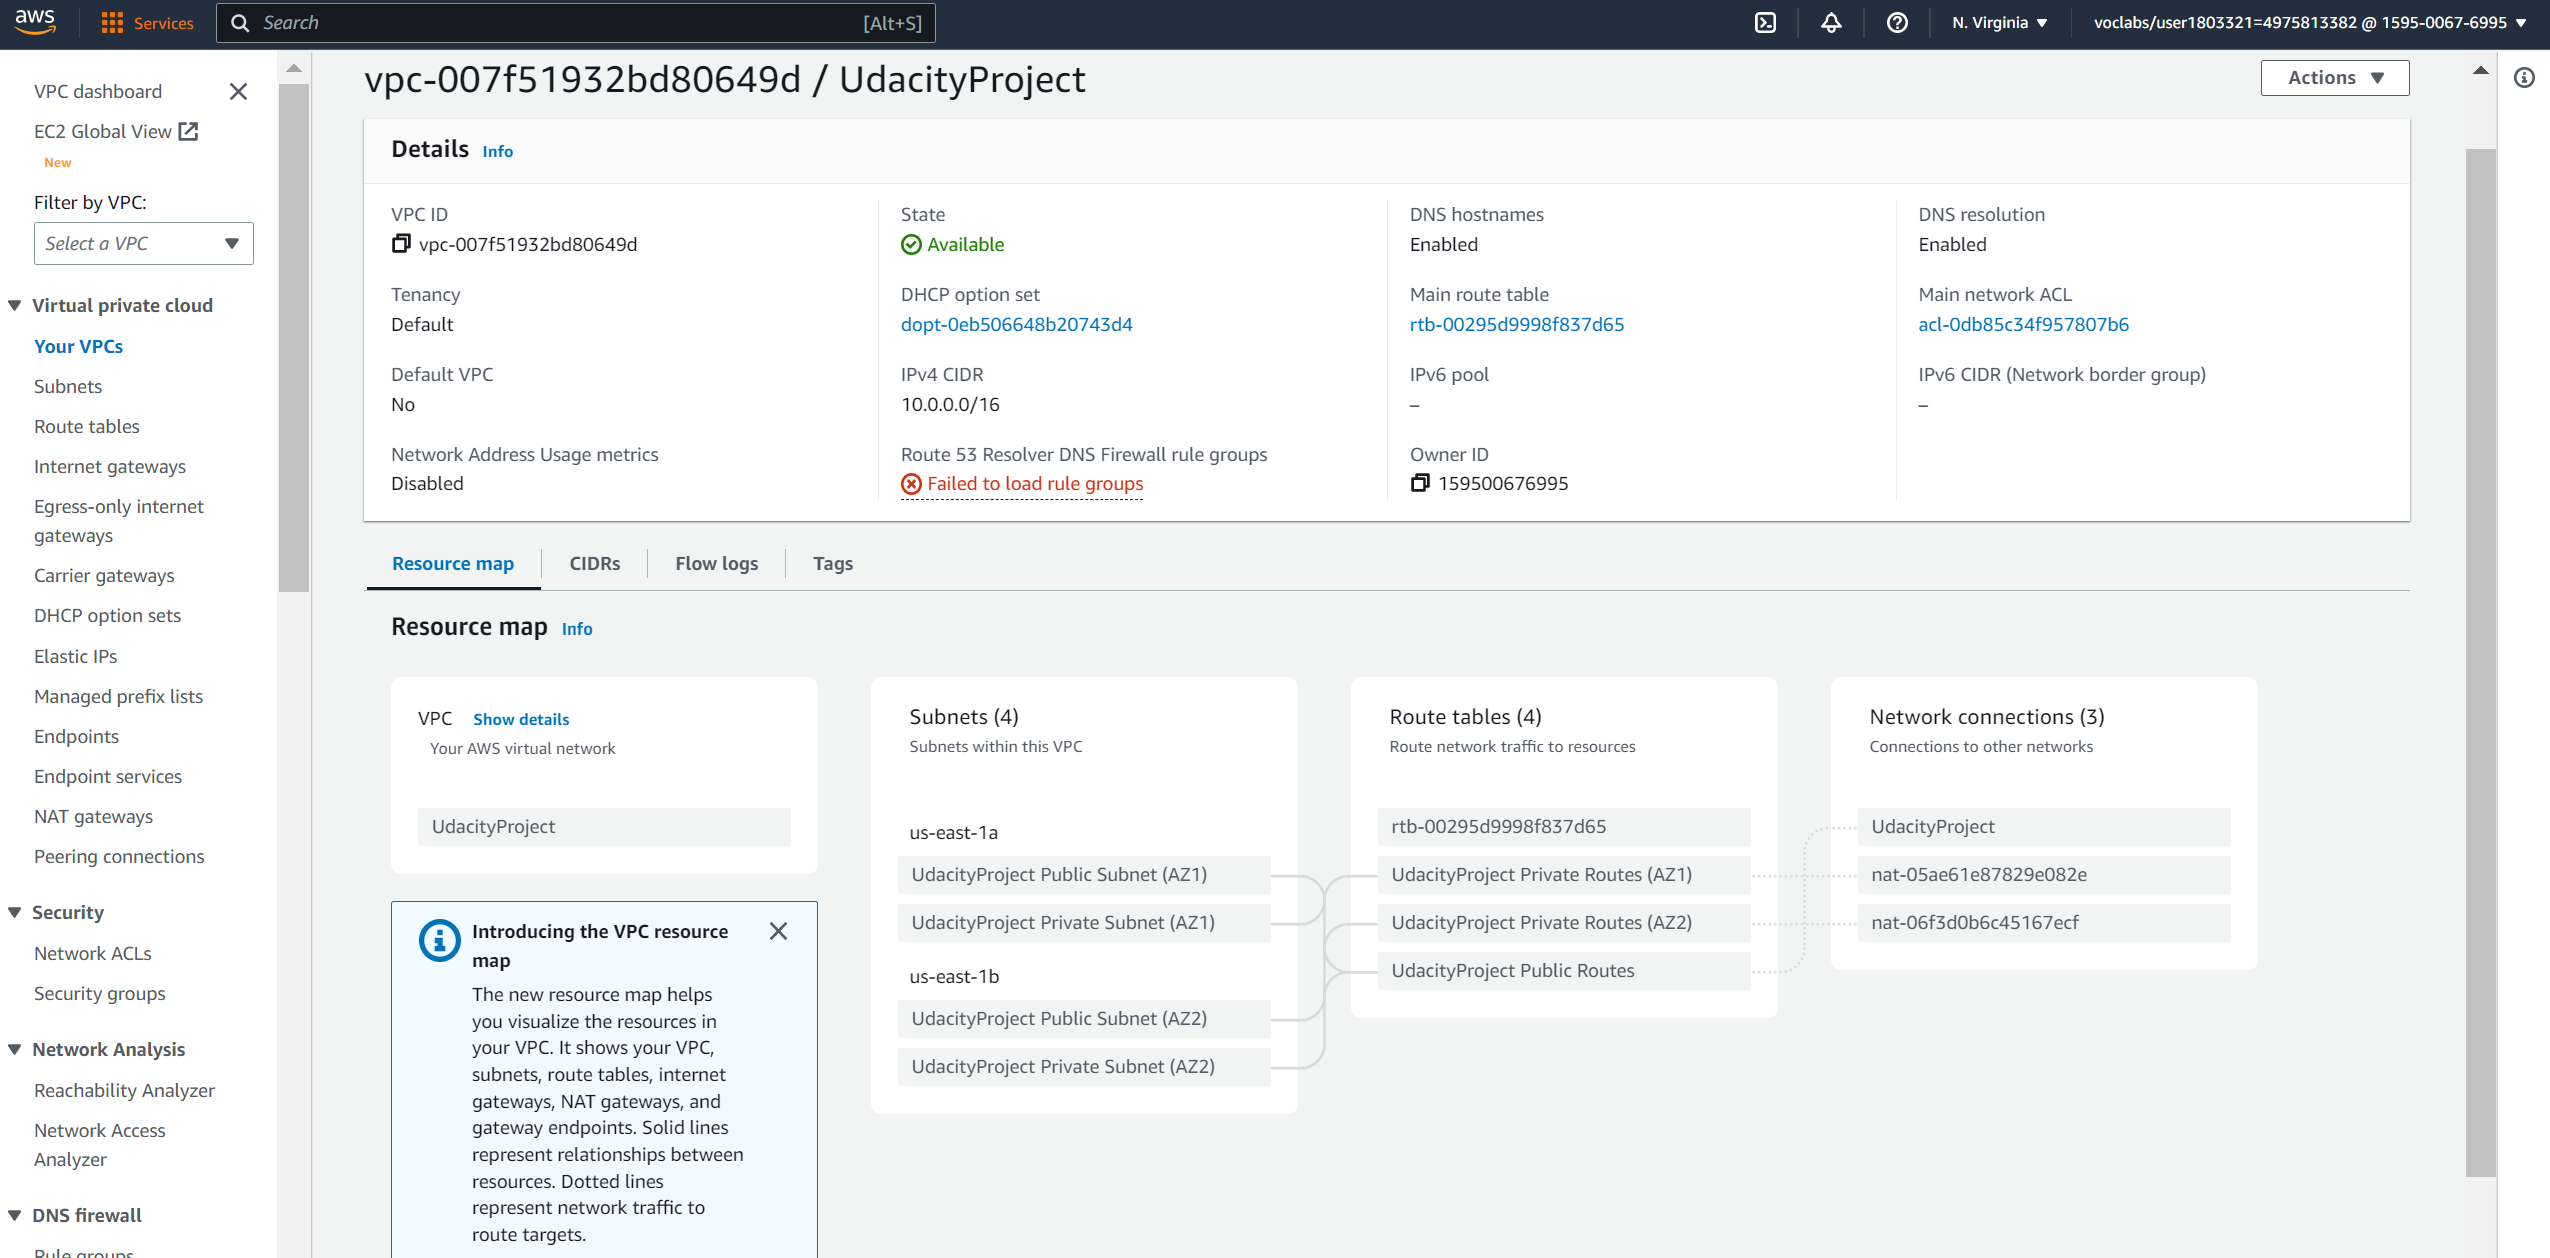 aws
Services
Search
[Alt+S]
N. Virginia
voclabs/user1803321=4975813382 @ 1595-0067-6995
VPC dashboard
EC2 Global View
New
Filter by VPC:
Select a VPC
Virtual private cloud
Your VPCs
Subnets
Route tables
Internet gateways
Egress-only internet
gateways
Carrier gateways
DHCP option sets
Elastic IPs
Managed prefix lists
Endpoints
Endpoint services
NAT gateways
Peering connections
Security
Network ACLs
Security groups
Network Analysis
Reachability Analyzer
Network Access
Analyzer
DNS firewall
Rule groups
vpc-007f51932bd80649d / UdacityProject
Actions
Details Info
VPC ID
vpc-007f51932bd80649d
State
Available
DNS hostnames
Enabled
DNS resolution
Enabled
Tenancy
Default
DHCP option set
dopt-0eb506648b20743d4
Main route table
rtb-00295d9998f837d65
Main network ACL
acl-0db85c34f957807b6
Default VPC
No
IPv4 CIDR
10.0.0.0/16
IPv6 pool
–
IPv6 CIDR (Network border group)
–
Network Address Usage metrics
Disabled
Route 53 Resolver DNS Firewall rule groups
Failed to load rule groups
Owner ID
159500676995
Resource map
CIDRs
Flow logs
Tags
Resource map Info
VPC Show details
Your AWS virtual network
UdacityProject
Introducing the VPC resource
map
The new resource map helps
you visualize the resources in
your VPC. It shows your VPC,
subnets, route tables, internet
gateways, NAT gateways, and
gateway endpoints. Solid lines
represent relationships between
resources. Dotted lines
represent network traffic to
route targets.
Subnets (4)
Subnets within this VPC
us-east-1a
UdacityProject Public Subnet (AZ1)
UdacityProject Private Subnet (AZ1)
us-east-1b
UdacityProject Public Subnet (AZ2)
UdacityProject Private Subnet (AZ2)
Route tables (4)
Route network traffic to resources
rtb-00295d9998f837d65
UdacityProject Private Routes (AZ1)
UdacityProject Private Routes (AZ2)
UdacityProject Public Routes
Network connections (3)
Connections to other networks
UdacityProject
nat-05ae61e87829e082e
nat-06f3d0b6c45167ecf